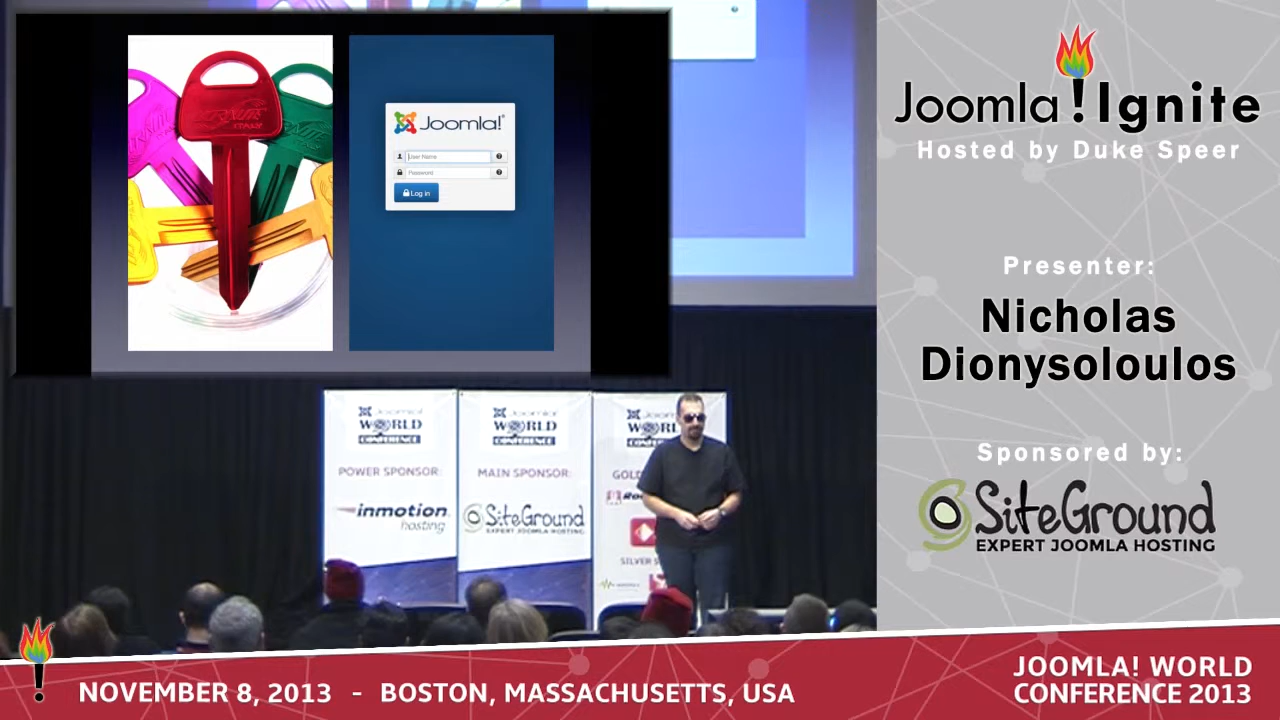 Joomla!
User Name
Password
Log in
Joomla!Ignite
Hosted by Duke Speer
Presenter:
Nicholas
Dionysoloulos
Sponsored by:
SiteGround
EXPERT JOOMLA HOSTING
Joomla!
WORLD
CONFERENCE
POWER SPONSOR:
inmotion
hosting
Joomla!
WORLD
CONFERENCE
MAIN SPONSOR:
SiteGround
EXPERT JOOMLA HOSTING
WORLD
NOVEMBER 8, 2013 - BOSTON, MASSACHUSETTS, USA
JOOMLA! WORLD
CONFERENCE 2013